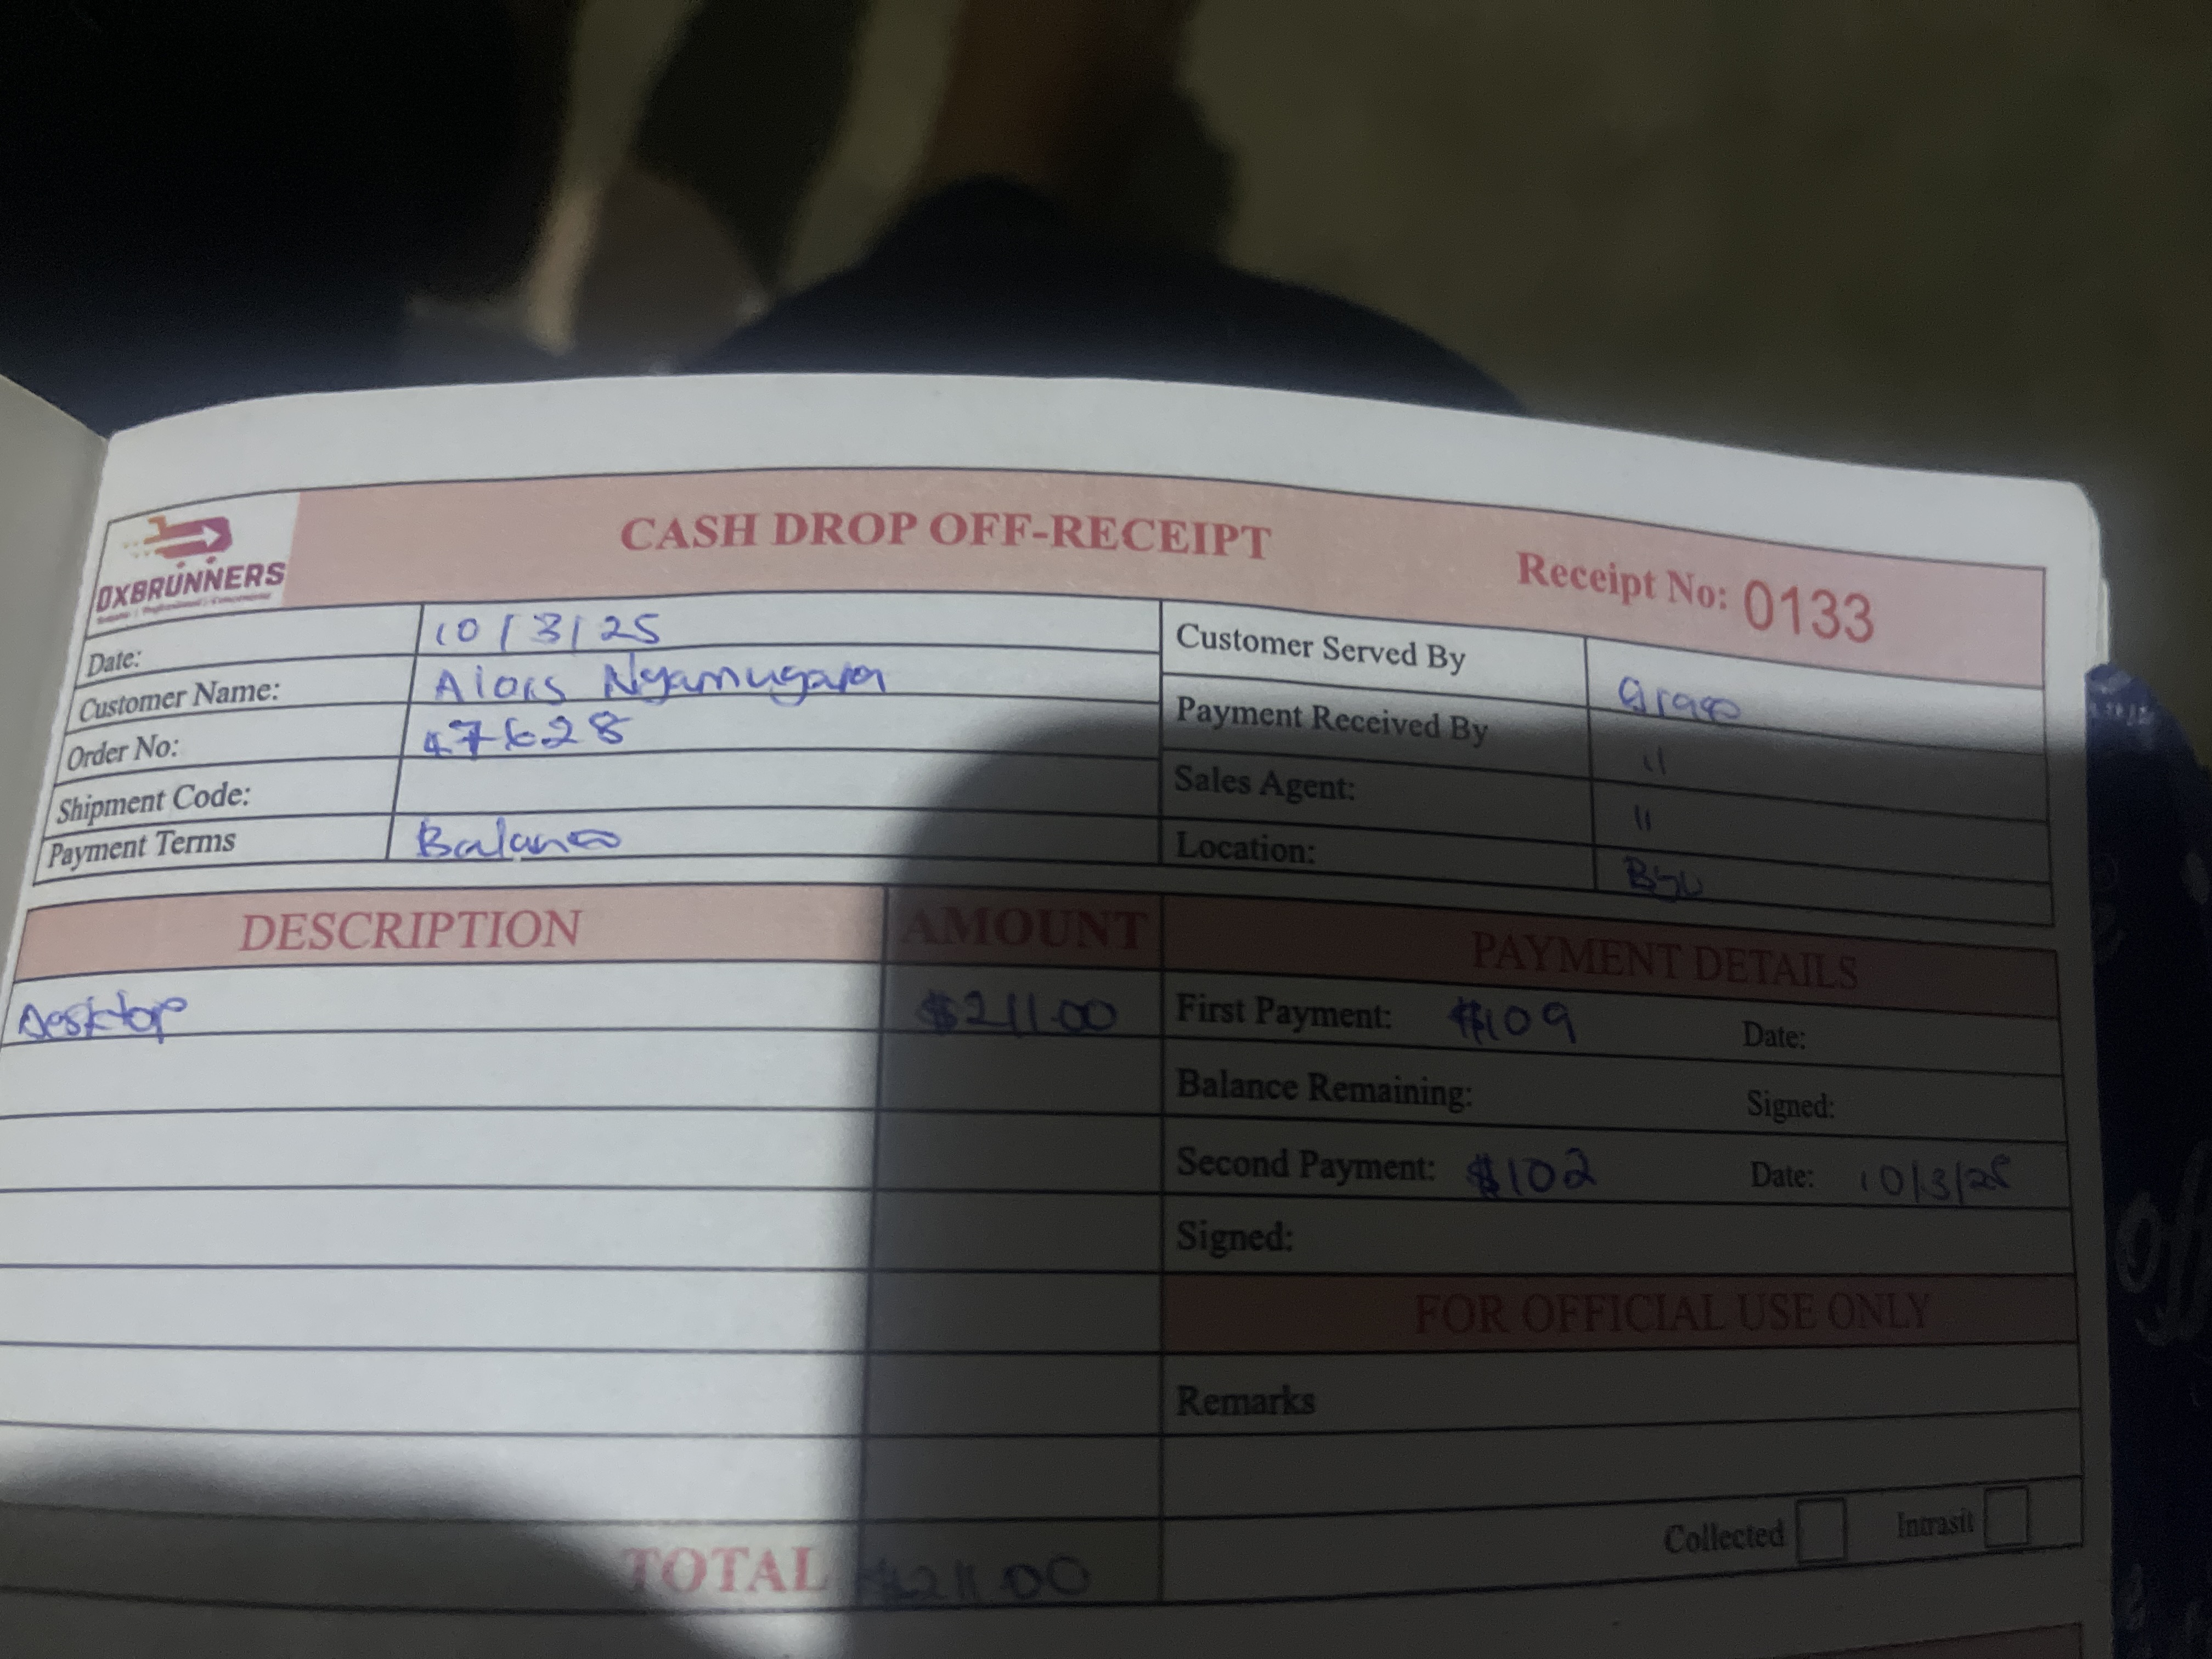 CASH DROP OFF-RECEIPT
Receipt No: 0133
DXBRUNNERS
Date: 10/3/25
Customer Name: Alois Nyamugara
Order No: 47628
Shipment Code:
Payment Terms Balance
Customer Served By Grace
Payment Received By "
Sales Agent: "
Location: Byo
DESCRIPTION AMOUNT
Desktop $211.00
TOTAL $211.00
PAYMENT DETAILS
First Payment: $109 Date:
Balance Remaining: Signed:
Second Payment: $102 Date: 10/3/25
Signed:
FOR OFFICIAL USE ONLY
Remarks
Collected Intrasit